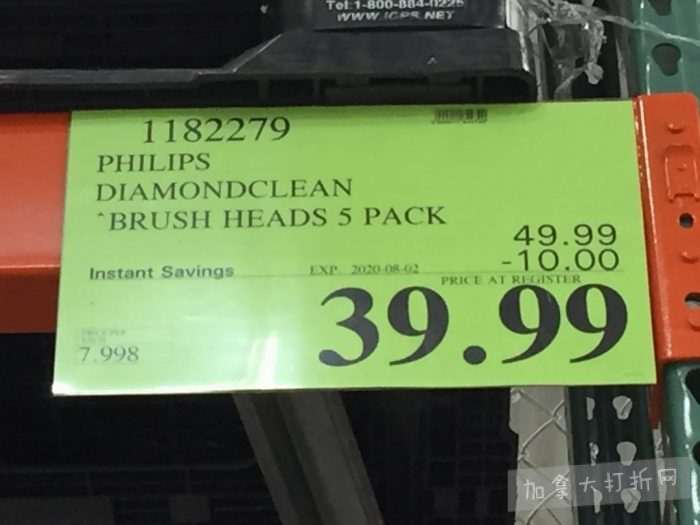 Tel:1-800-884-0225
WWW.ICPS.NET
1182279
PHILIPS
DIAMONDCLEAN
^BRUSH HEADS 5 PACK
49.99
-10.00
Instant Savings EXP. 2020-08-02
PRICE AT REGISTER
39.99
PRICE PER
7.998
加拿大打折网